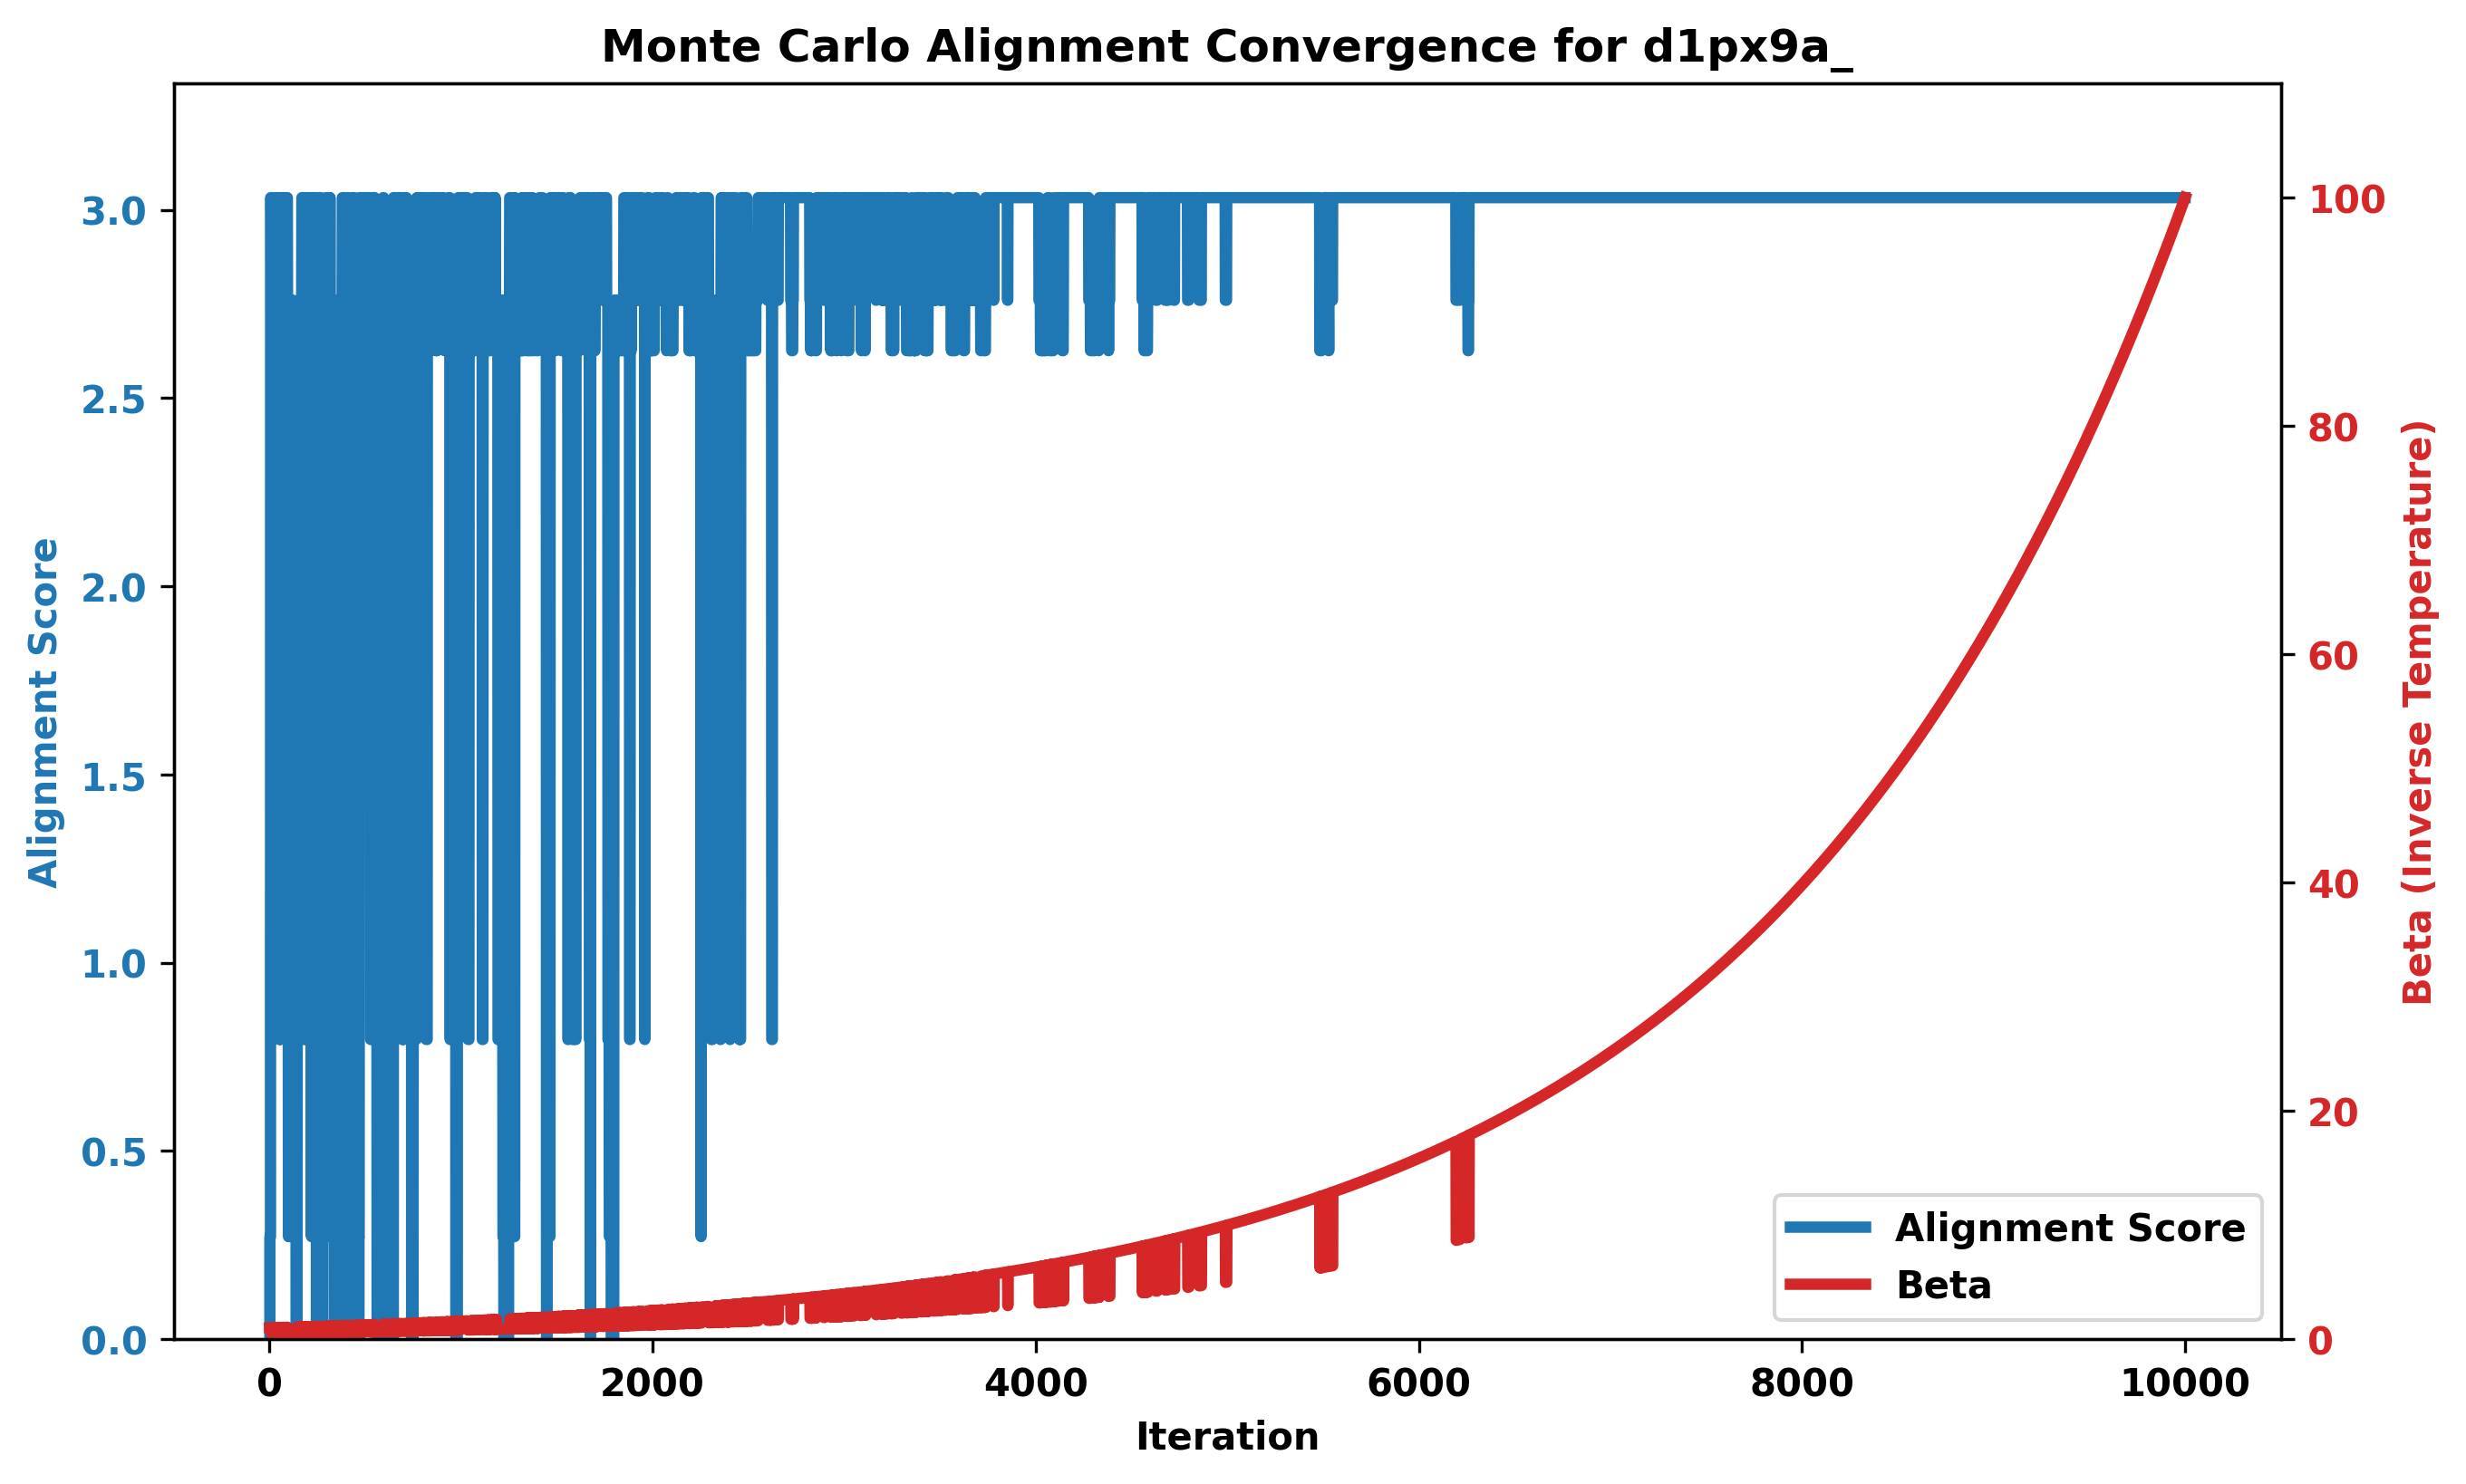 Monte Carlo Alignment Convergence for d1px9a_
Alignment Score
3.0
2.5
2.0
1.5
1.0
0.5
0.0
100
80
60
40
20
0
Beta (Inverse Temperature)
Alignment Score
Beta
0 2000 4000 6000 8000 10000
Iteration